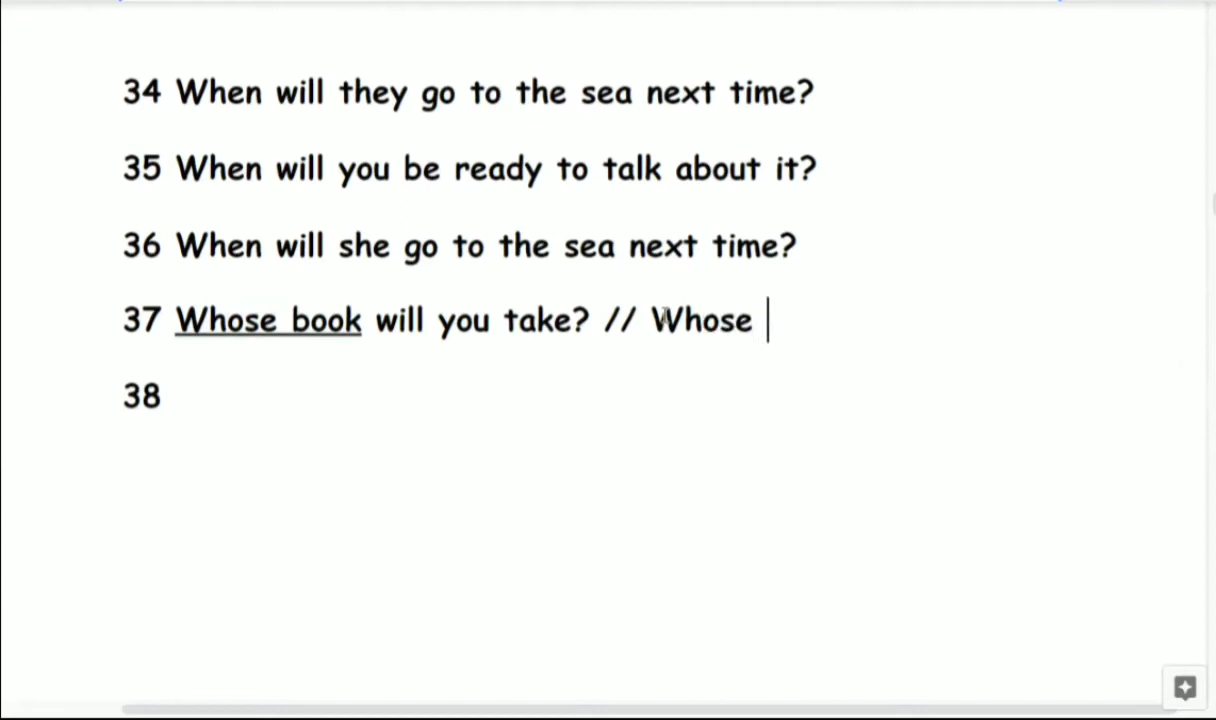 34 When will they go to the sea next time?
35 When will you be ready to talk about it?
36 When will she go to the sea next time?
37 Whose book will you take? // Whose
38